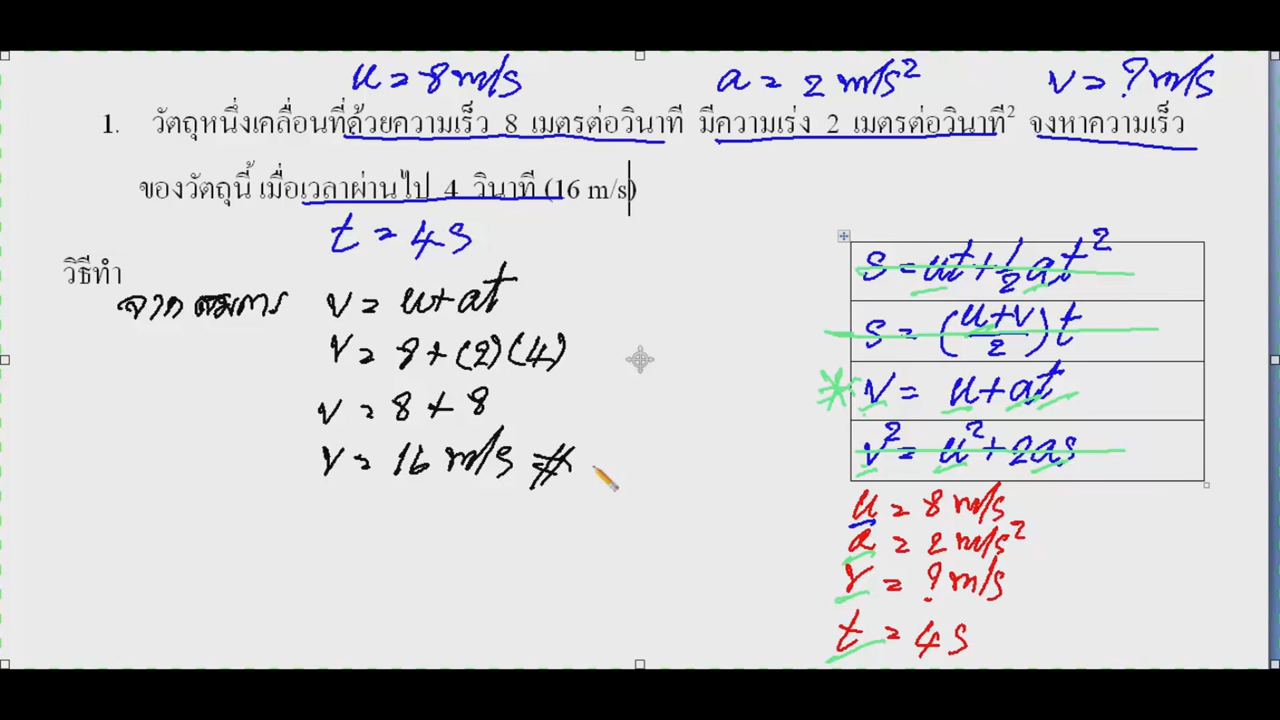 u = 8 m/s a = 2 m/s² v = ? m/s
1. วัตถุหนึ่งเคลื่อนที่ด้วยความเร็ว 8 เมตรต่อวินาที มีความเร่ง 2 เมตรต่อวินาที² จงหาความเร็ว
ของวัตถุนี้ เมื่อเวลาผ่านไป 4 วินาที (16 m/s)
t = 4 s
วิธีทำ
จากสมการ v = u + at
v = 8 + (2)(4)
v = 8 + 8
v = 16 m/s #
s = ut + 1/2 at²
s = (u+v/2) t
* v = u + at
v² = u² + 2as
u = 8 m/s
a = 2 m/s²
v = ? m/s
t = 4 s